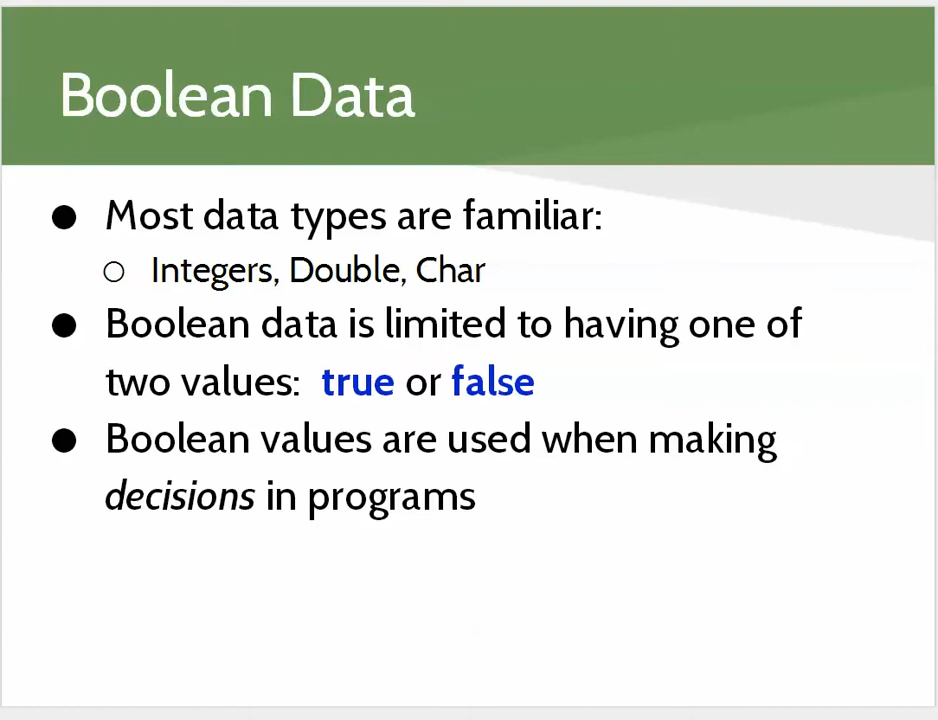 Boolean Data
● Most data types are familiar:
○ Integers, Double, Char
● Boolean data is limited to having one of
two values: true or false
● Boolean values are used when making
decisions in programs